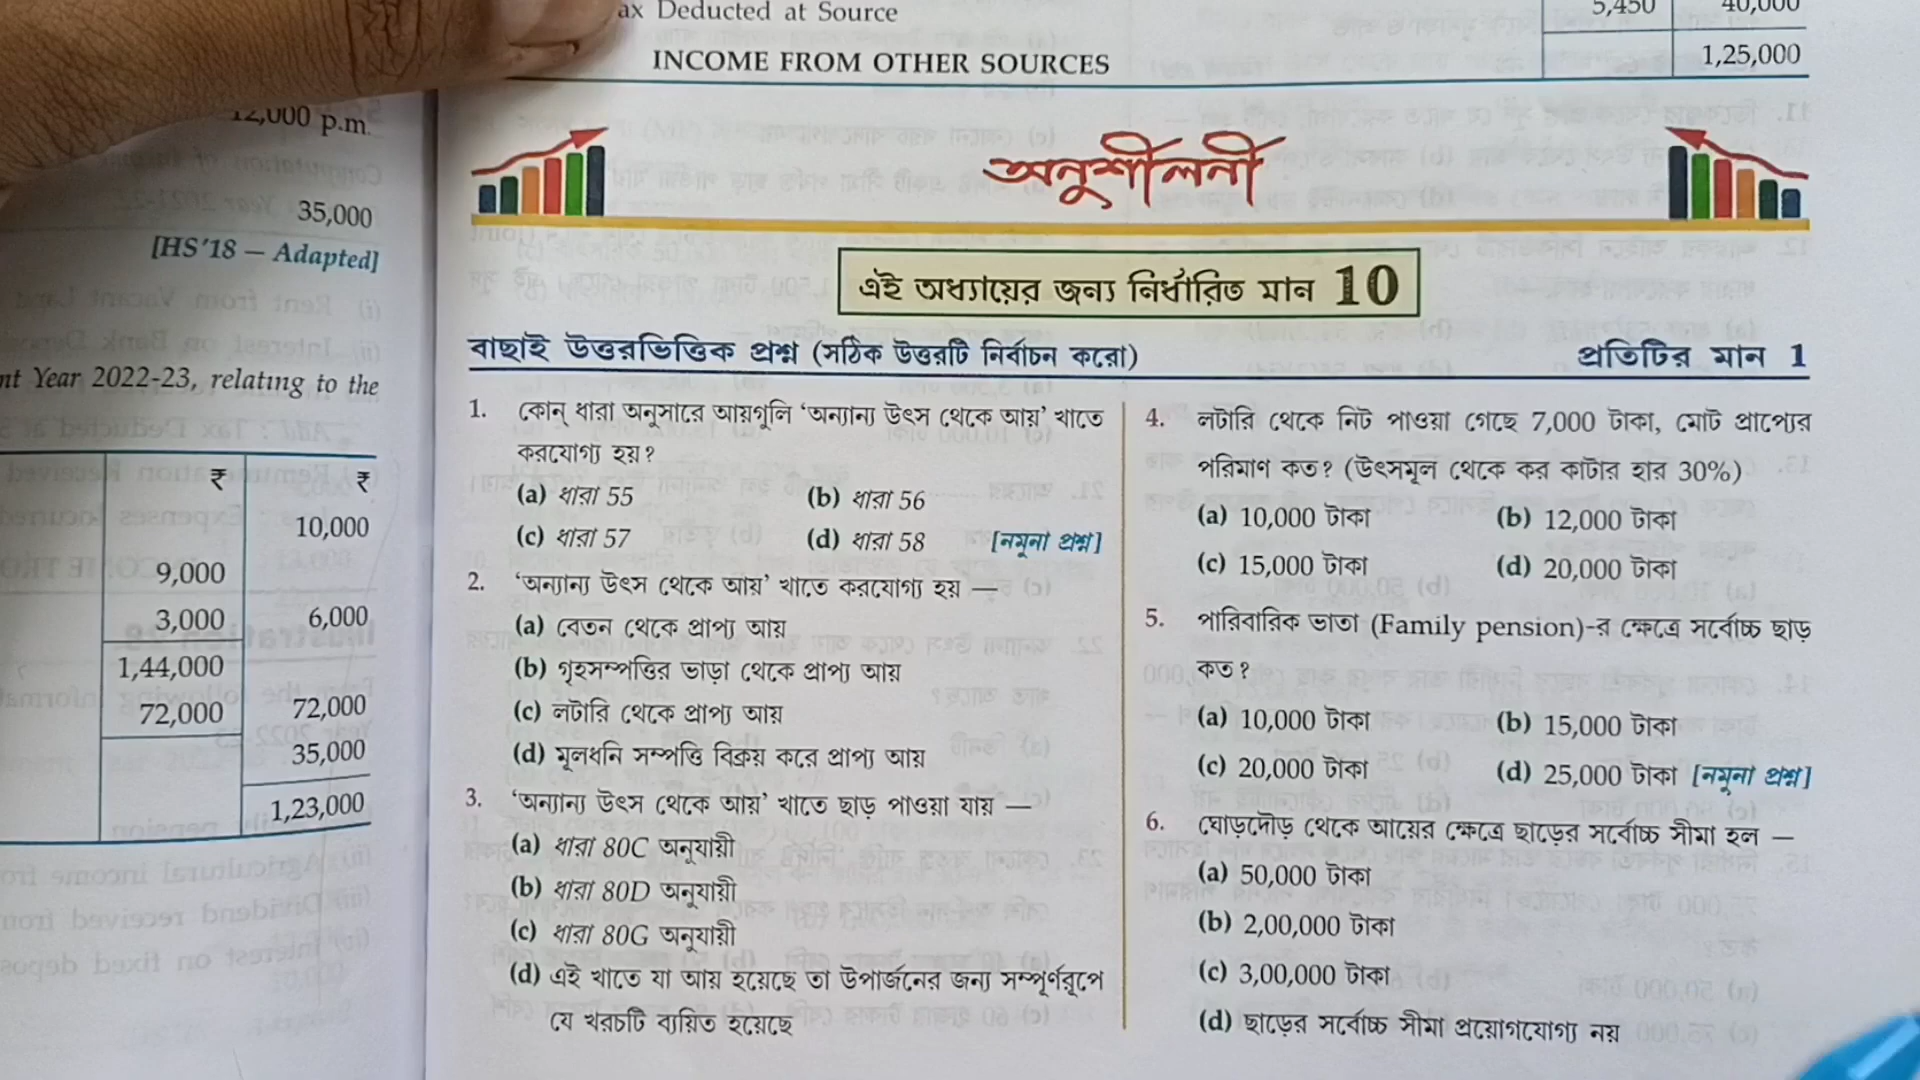 ax Deducted at Source
5,450 40,000
INCOME FROM OTHER SOURCES
1,25,000
12,000 p.m.
35,000
[HS'18 – Adapted]
nt Year 2022-23, relating to the
₹ ₹
10,000
9,000
3,000 6,000
1,44,000
72,000 72,000
35,000
1,23,000
অনুশীলনী
এই অধ্যায়ের জন্য নির্ধারিত মান 10
বাছাই উত্তরভিত্তিক প্রশ্ন (সঠিক উত্তরটি নির্বাচন করো) প্রতিটির মান 1
1. কোন্ ধারা অনুসারে আয়গুলি ‘অন্যান্য উৎস থেকে আয়’ খাতে
করযোগ্য হয়?
(a) ধারা 55 (b) ধারা 56
(c) ধারা 57 (d) ধারা 58 [নমুনা প্রশ্ন]
2. ‘অন্যান্য উৎস থেকে আয়’ খাতে করযোগ্য হয় —
(a) বেতন থেকে প্রাপ্য আয়
(b) গৃহসম্পত্তির ভাড়া থেকে প্রাপ্য আয়
(c) লটারি থেকে প্রাপ্য আয়
(d) মূলধনি সম্পত্তি বিক্রয় করে প্রাপ্য আয়
3. ‘অন্যান্য উৎস থেকে আয়’ খাতে ছাড় পাওয়া যায় —
(a) ধারা 80C অনুযায়ী
(b) ধারা 80D অনুযায়ী
(c) ধারা 80G অনুযায়ী
(d) এই খাতে যা আয় হয়েছে তা উপার্জনের জন্য সম্পূর্ণরূপে
যে খরচটি ব্যয়িত হয়েছে
4. লটারি থেকে নিট পাওয়া গেছে 7,000 টাকা, মোট প্রাপ্যের
পরিমাণ কত? (উৎসমূল থেকে কর কাটার হার 30%)
(a) 10,000 টাকা (b) 12,000 টাকা
(c) 15,000 টাকা (d) 20,000 টাকা
5. পারিবারিক ভাতা (Family pension)-র ক্ষেত্রে সর্বোচ্চ ছাড়
কত?
(a) 10,000 টাকা (b) 15,000 টাকা
(c) 20,000 টাকা (d) 25,000 টাকা [নমুনা প্রশ্ন]
6. ঘোড়দৌড় থেকে আয়ের ক্ষেত্রে ছাড়ের সর্বোচ্চ সীমা হল —
(a) 50,000 টাকা
(b) 2,00,000 টাকা
(c) 3,00,000 টাকা
(d) ছাড়ের সর্বোচ্চ সীমা প্রয়োগযোগ্য নয়